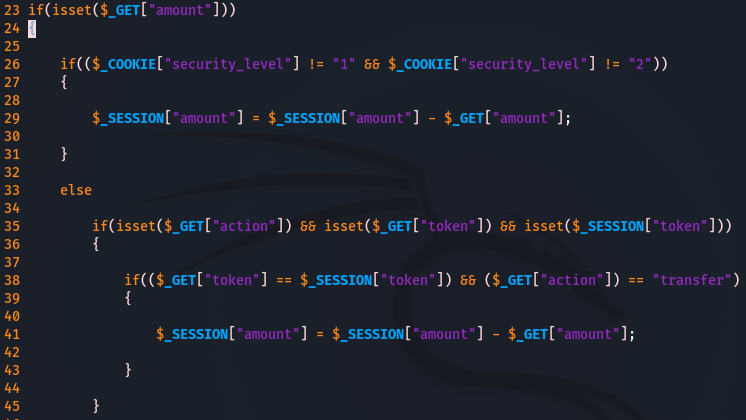 23 if(isset($_GET["amount"]))
24 {
25
26     if(($_COOKIE["security_level"] != "1" && $_COOKIE["security_level"] != "2"))
27     {
28
29         $_SESSION["amount"] = $_SESSION["amount"] - $_GET["amount"];
30
31     }
32
33     else
34
35         if(isset($_GET["action"]) && isset($_GET["token"]) && isset($_SESSION["token"]))
36         {
37
38             if(($_GET["token"] == $_SESSION["token"]) && ($_GET["action"]) == "transfer")
39             {
40
41                 $_SESSION["amount"] = $_SESSION["amount"] - $_GET["amount"];
42
43             }
44
45         }